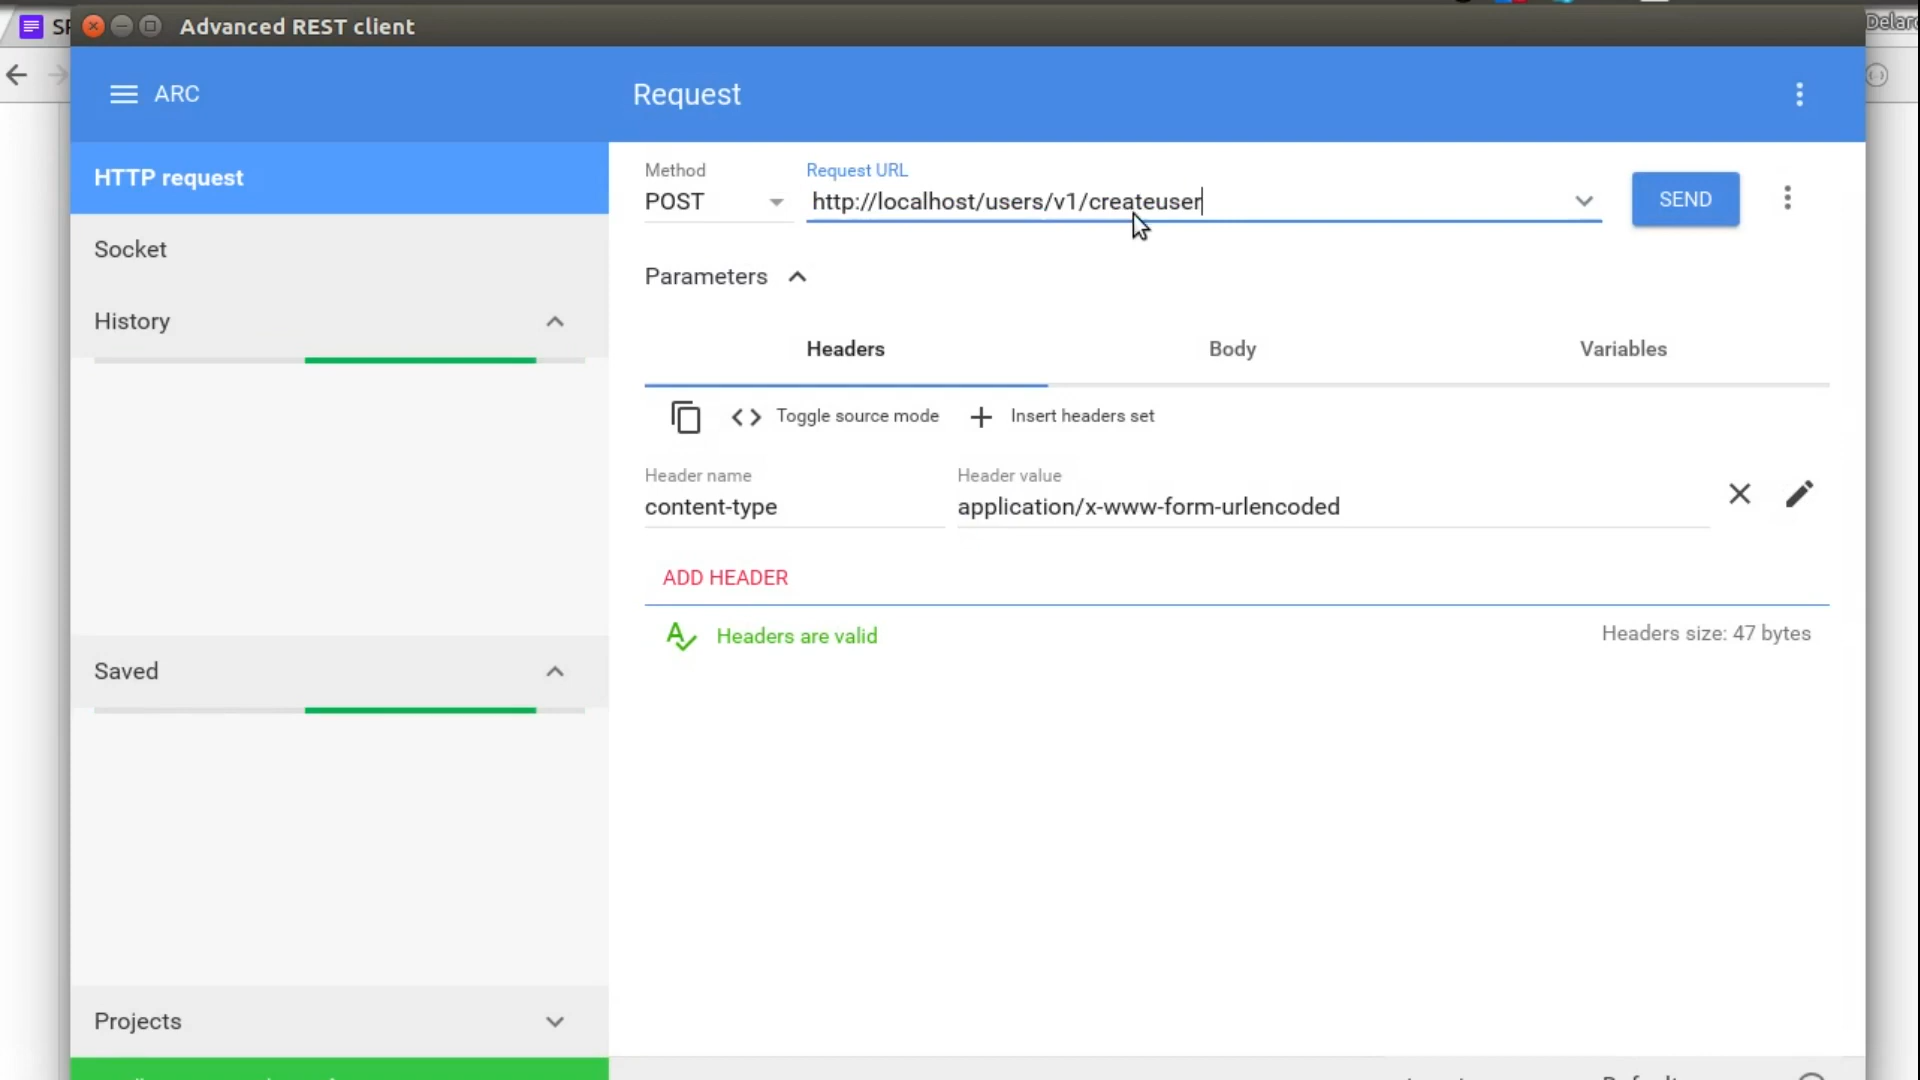 SF
Advanced REST client
Delarc
ARC
Request
HTTP request
Method
Request URL
POST
http://localhost/users/v1/createuser
SEND
Socket
Parameters
History
Headers
Body
Variables
Toggle source mode
Insert headers set
Header name
Header value
content-type
application/x-www-form-urlencoded
ADD HEADER
Headers are valid
Headers size: 47 bytes
Saved
Projects